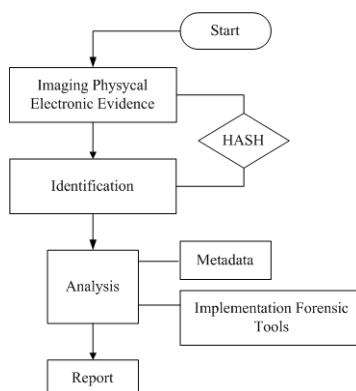 Start
Imaging Physycal
Electronic Evidence
HASH
Identification
Metadata
Analysis
Implementation Forensic
Tools
Report